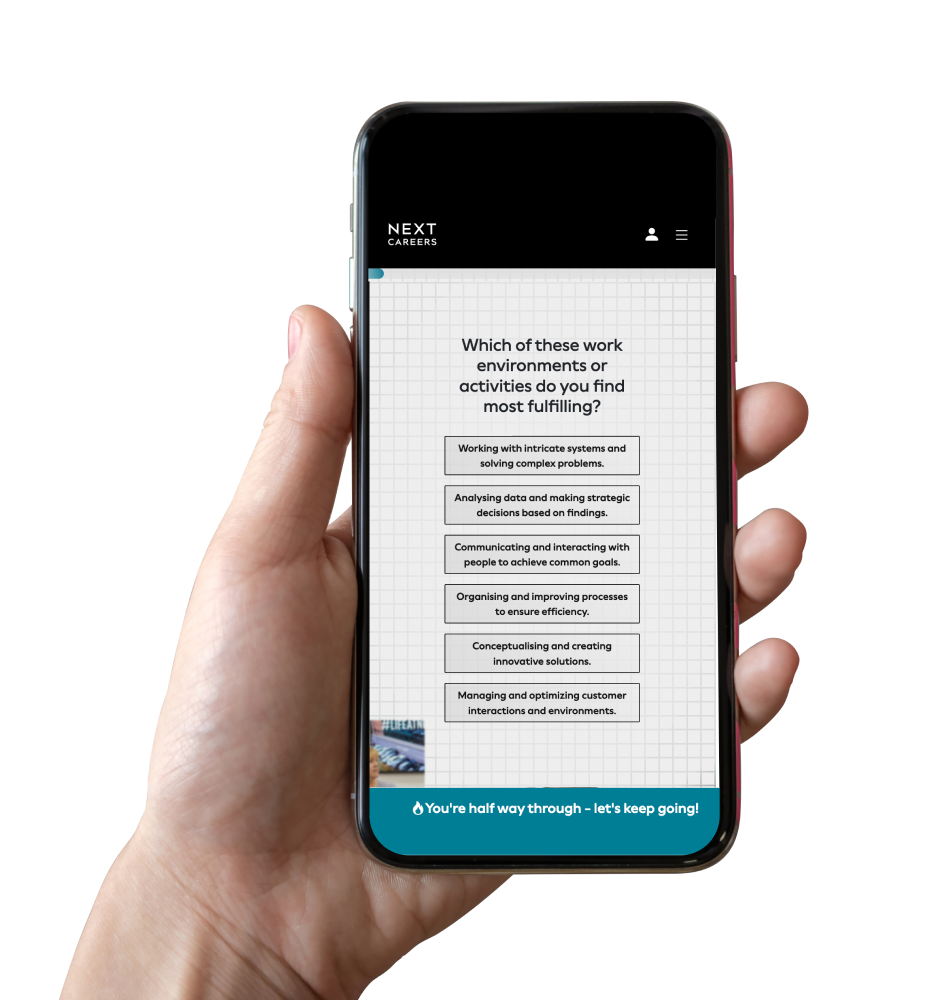 NEXT
CAREERS
Which of these work
environments or
activities do you find
most fulfilling?
Working with intricate systems and
solving complex problems.
Analysing data and making strategic
decisions based on findings.
Communicating and interacting with
people to achieve common goals.
Organising and improving processes
to ensure efficiency.
Conceptualising and creating
innovative solutions.
Managing and optimizing customer
interactions and environments.
#LIFEATN
You're half way through - let's keep going!